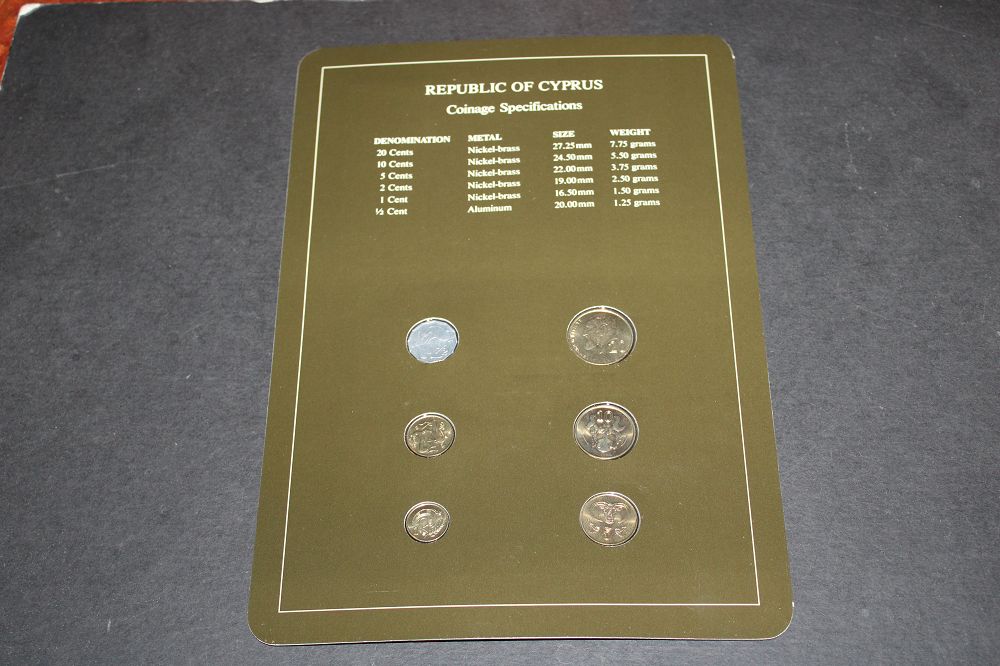 REPUBLIC OF CYPRUS
Coinage Specifications
DENOMINATION METAL SIZE WEIGHT
20 Cents Nickel-brass 27.25mm 7.75 grams
10 Cents Nickel-brass 24.50mm 5.50 grams
5 Cents Nickel-brass 22.00mm 3.75 grams
2 Cents Nickel-brass 19.00mm 2.50 grams
1 Cent Nickel-brass 16.50mm 1.50 grams
½ Cent Aluminum 20.00mm 1.25 grams